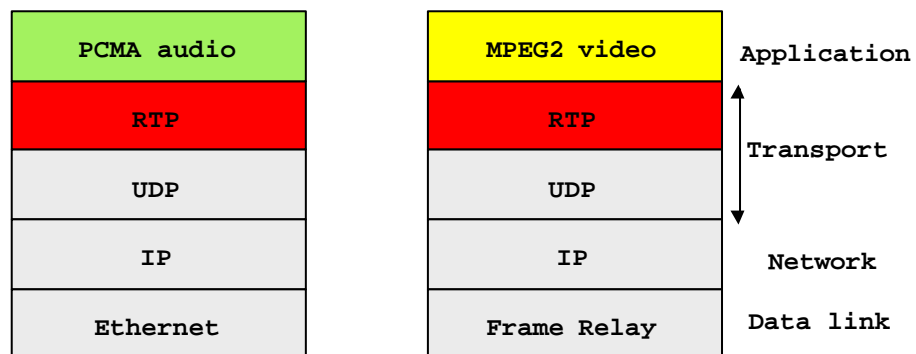 PCMA audio
MPEG2 video
Application
RTP
RTP
Transport
UDP
UDP
IP
IP
Network
Ethernet
Frame Relay
Data link